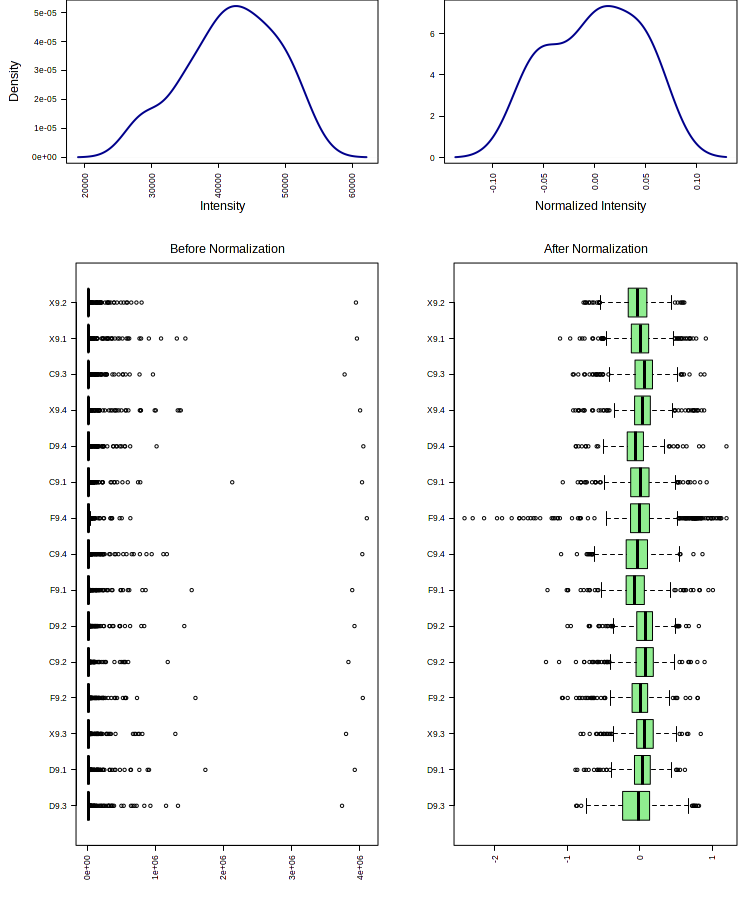 5e-05
4e-05
3e-05
2e-05
1e-05
0e+00
Density
20000
30000
40000
50000
60000
Intensity
6
4
2
0
-0.10
-0.05
0.00
0.05
0.10
Normalized Intensity
Before Normalization
X9.2
X9.1
C9.3
X9.4
D9.4
C9.1
F9.4
C9.4
F9.1
D9.2
C9.2
F9.2
X9.3
D9.1
D9.3
0e+00
1e+06
2e+06
3e+06
4e+06
After Normalization
X9.2
X9.1
C9.3
X9.4
D9.4
C9.1
F9.4
C9.4
F9.1
D9.2
C9.2
F9.2
X9.3
D9.1
D9.3
-2
-1
0
1